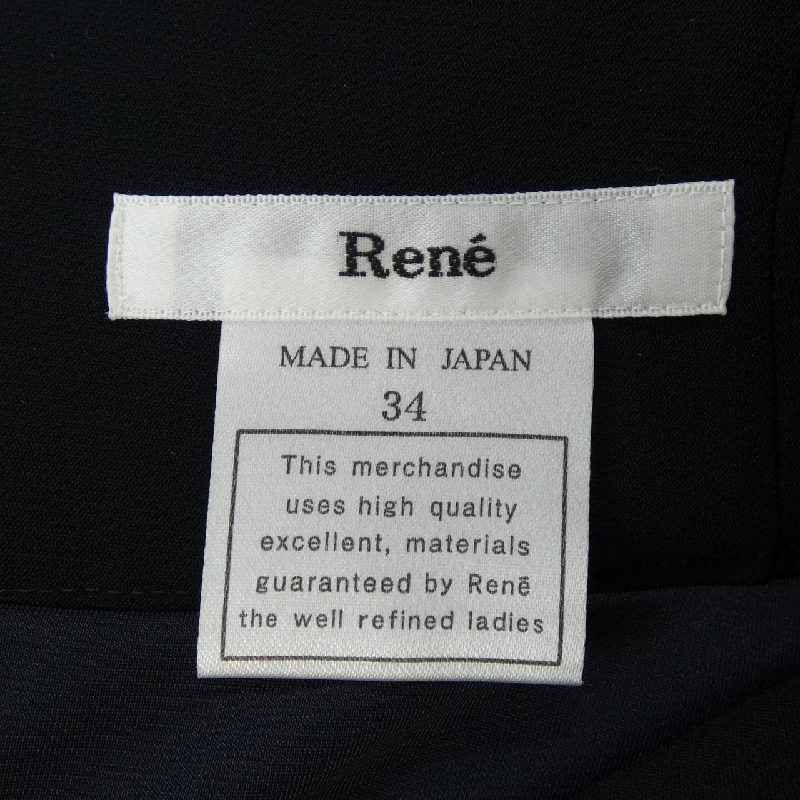 René
MADE IN JAPAN
34
This merchandise
uses high quality
excellent, materials
guaranteed by Renē
the well refined ladies